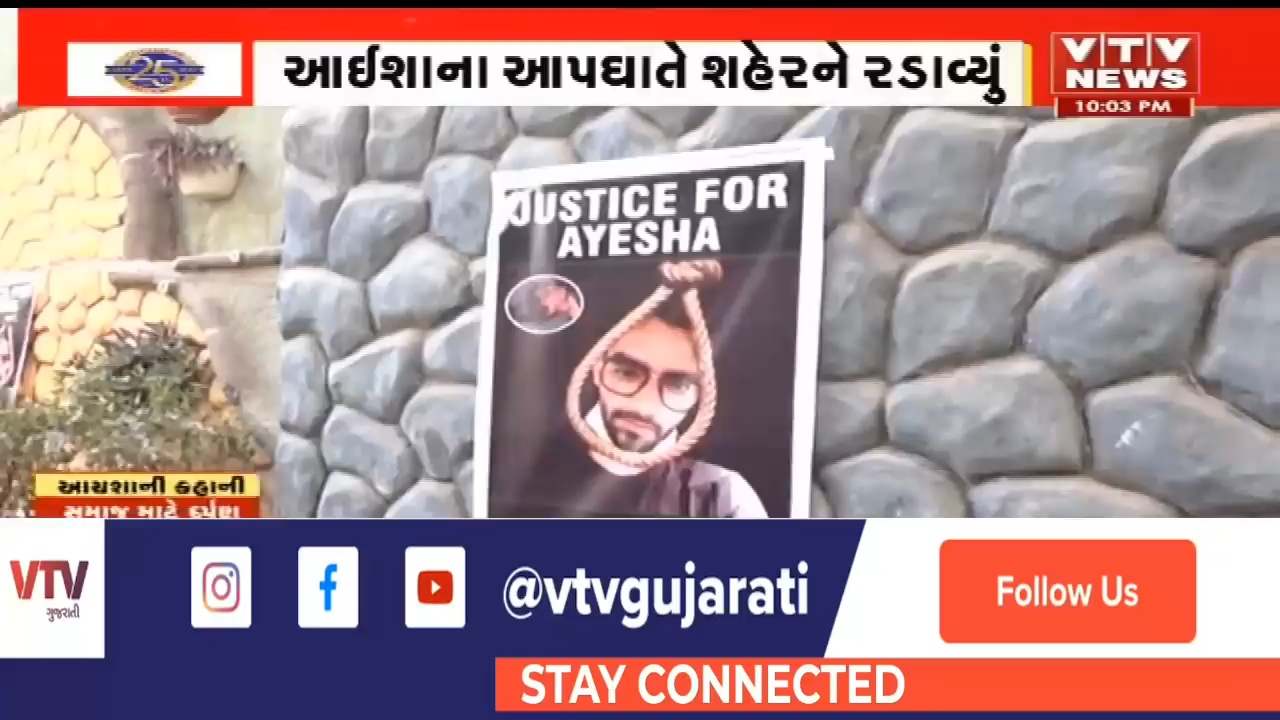 25
આઈશાના આપઘાતે શહેરને રડાવ્યું
VTV
NEWS
10:03 PM
JUSTICE FOR
AYESHA
આયશાની કહાની
સમાજ માટે દર્પણ
VTV
ગુજરાતી
@vtvgujarati
Follow Us
STAY CONNECTED